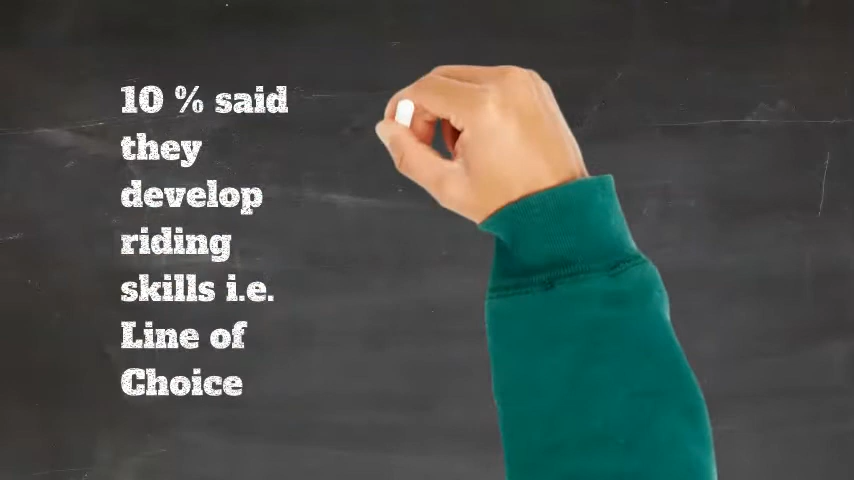 10 % said
they
develop
riding
skills i.e.
Line of
Choice